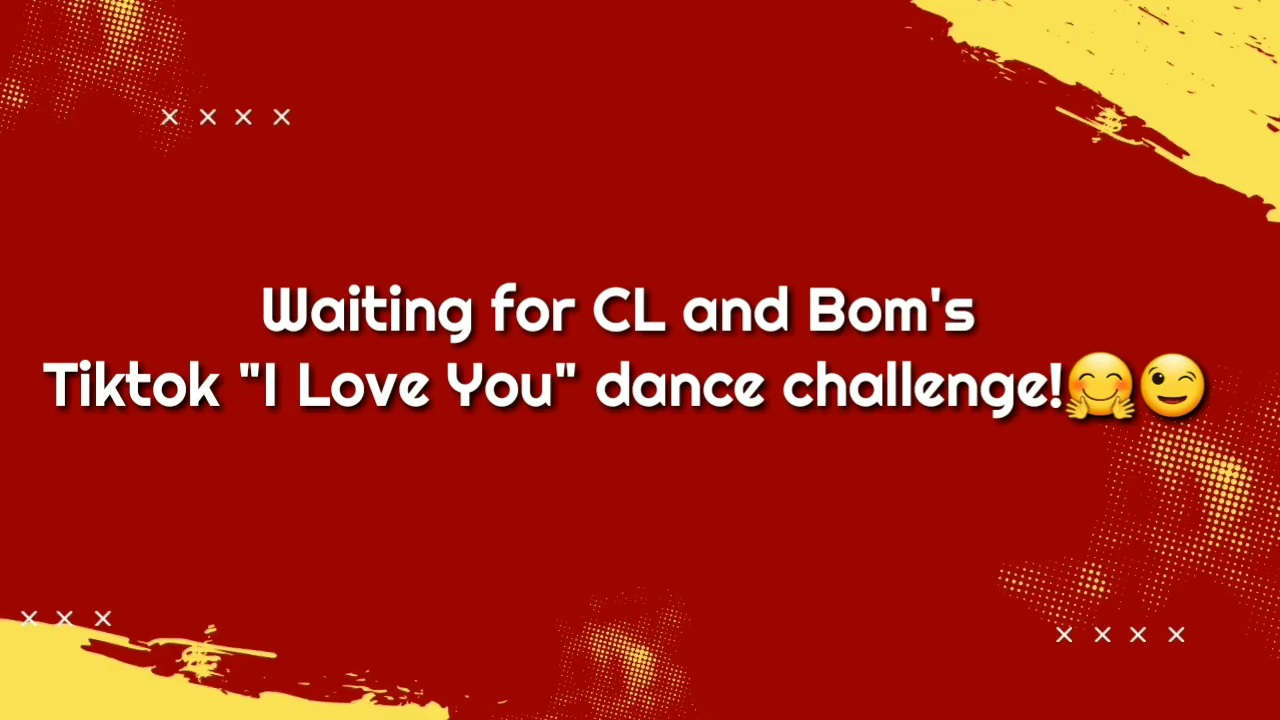 Waiting for CL and Bom's
Tiktok "I Love You" dance challenge!🤗😉